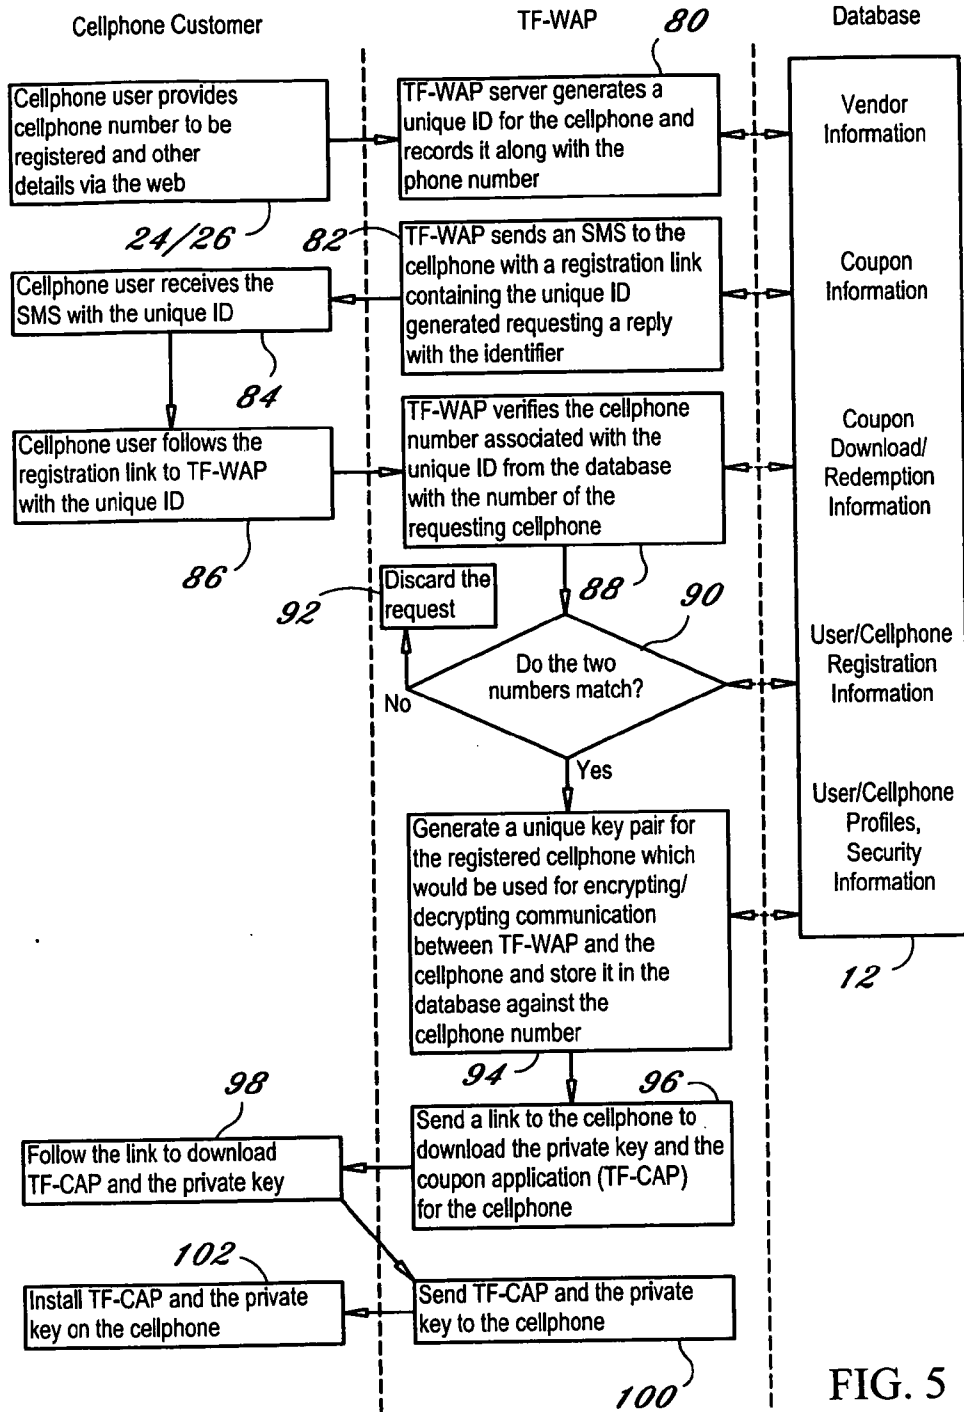 Cellphone Customer
TF-WAP
80
Database
Cellphone user provides
cellphone number to be
registered and other
details via the web
24/26
TF-WAP server generates a
unique ID for the cellphone and
records it along with the
phone number
Vendor
Information
82
TF-WAP sends an SMS to the
cellphone with a registration link
containing the unique ID
generated requesting a reply
with the identifier
Coupon
Information
Cellphone user receives the
SMS with the unique ID
84
Cellphone user follows the
registration link to TF-WAP
with the unique ID
86
TF-WAP verifies the cellphone
number associated with the
unique ID from the database
with the number of the
requesting cellphone
88
Coupon
Download/
Redemption
Information
92
Discard the
request
90
Do the two
numbers match?
No
Yes
User/Cellphone
Registration
Information
User/Cellphone
Profiles,
Security
Information
12
Generate a unique key pair for
the registered cellphone which
would be used for encrypting/
decrypting communication
between TF-WAP and the
cellphone and store it in the
database against the
cellphone number
94
96
Send a link to the cellphone to
download the private key and the
coupon application (TF-CAP)
for the cellphone
98
Follow the link to download
TF-CAP and the private key
102
Install TF-CAP and the private
key on the cellphone
Send TF-CAP and the private
key to the cellphone
100
FIG. 5